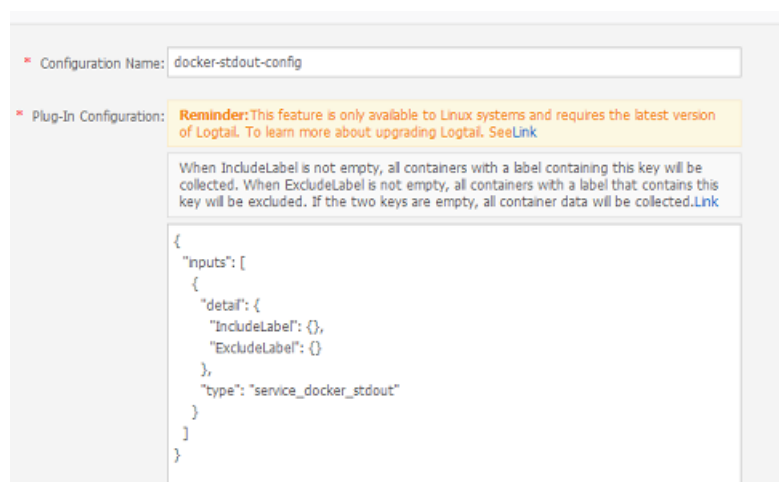 * Configuration Name: docker-stdout-config
* Plug-In Configuration: Reminder:This feature is only available to Linux systems and requires the latest version
of Logtail. To learn more about upgrading Logtail. SeeLink
When IncludeLabel is not empty, all containers with a label containing this key will be
collected. When ExcludeLabel is not empty, all containers with a label that contains this
key will be excluded. If the two keys are empty, all container data will be collected.Link
{
"inputs": [
{
"detail": {
"IncludeLabel": {},
"ExcludeLabel": {}
},
"type": "service_docker_stdout"
}
]
}